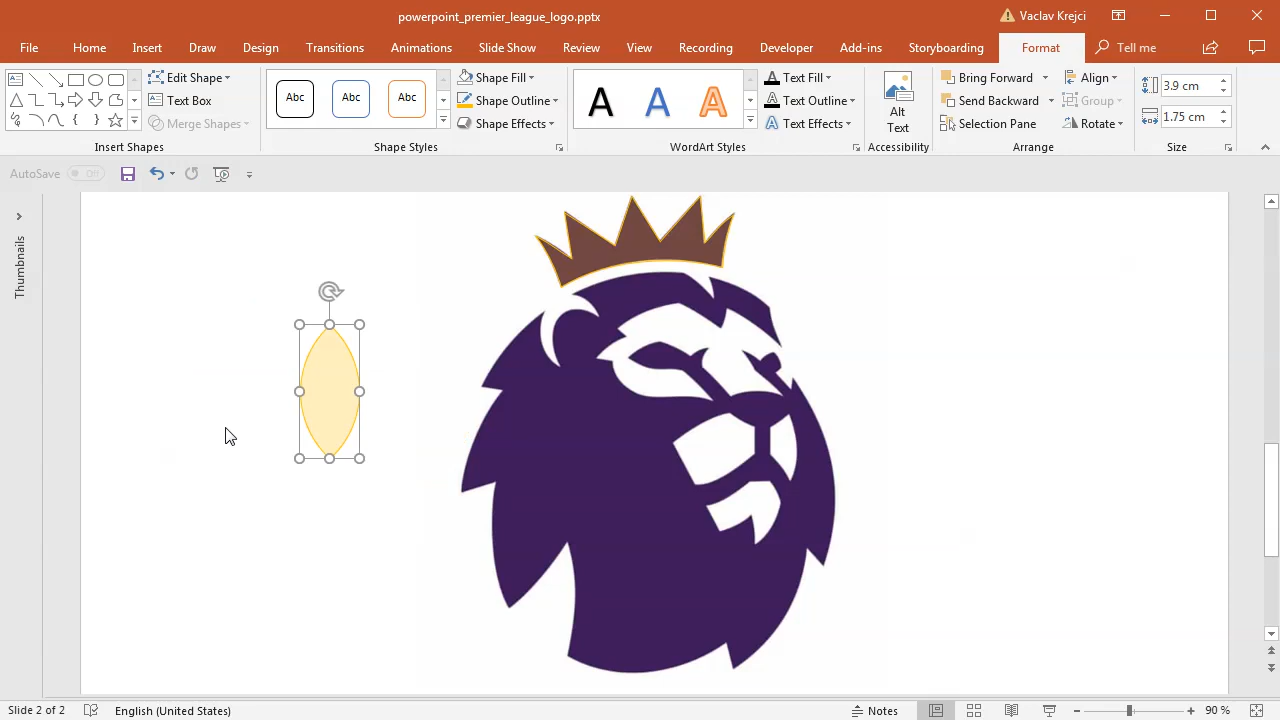 powerpoint_premier_league_logo.pptx
Vaclav Krejci
File Home Insert Draw Design Transitions Animations Slide Show Review View Recording Developer Add-ins Storyboarding Format Tell me
Edit Shape
Text Box
Merge Shapes
Insert Shapes
Abc Abc Abc
Shape Fill
Shape Outline
Shape Effects
Shape Styles
A A A
Text Fill
Text Outline
Text Effects
WordArt Styles
Alt
Text
Accessibility
Bring Forward
Send Backward
Selection Pane
Align
Group
Rotate
Arrange
3.9 cm
1.75 cm
Size
AutoSave Off
Thumbnails
Slide 2 of 2 English (United States) Notes 90 %